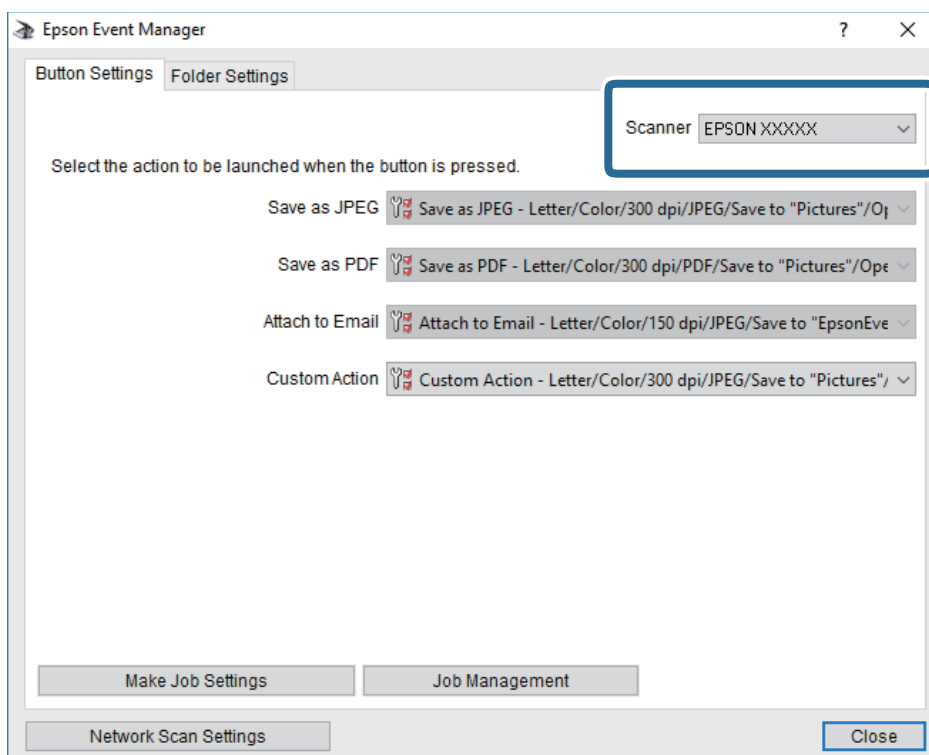 Epson Event Manager ? ×
Button Settings Folder Settings
Scanner EPSON XXXXX
Select the action to be launched when the button is pressed.
Save as JPEG Save as JPEG - Letter/Color/300 dpi/JPEG/Save to "Pictures"/Op
Save as PDF Save as PDF - Letter/Color/300 dpi/PDF/Save to "Pictures"/Ope
Attach to Email Attach to Email - Letter/Color/150 dpi/JPEG/Save to "EpsonEve
Custom Action Custom Action - Letter/Color/300 dpi/JPEG/Save to "Pictures"/
Make Job Settings Job Management
Network Scan Settings Close